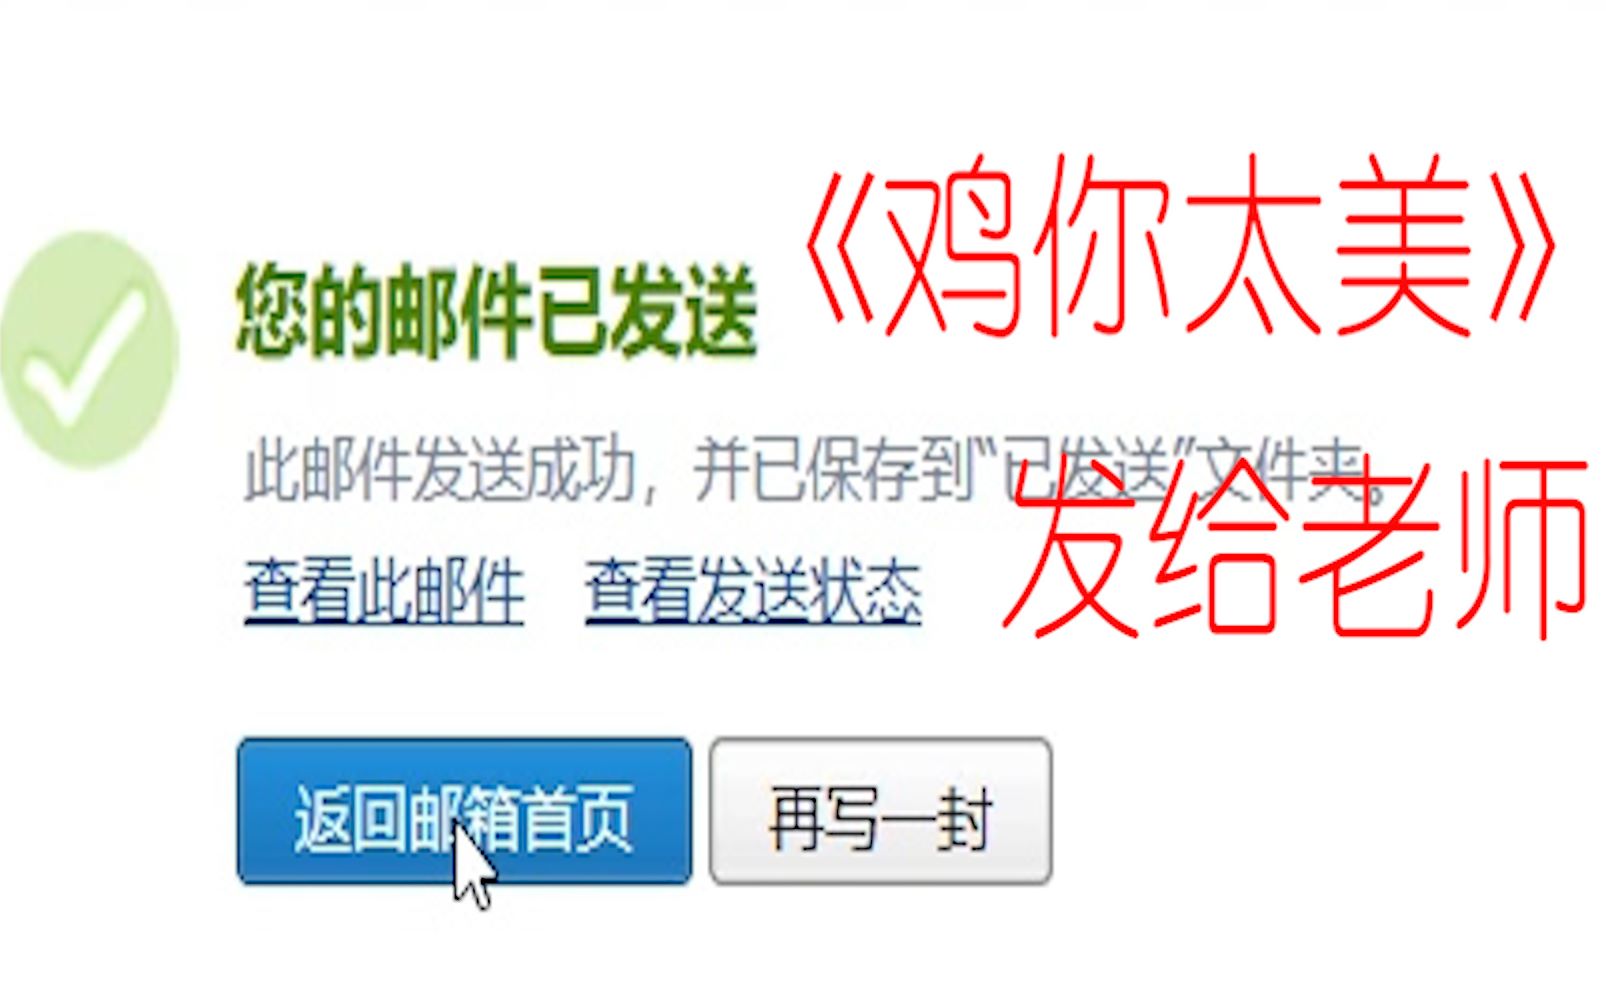 《鸡你太美》
您的邮件已发送
此邮件发送成功，并已保存到“已发送”文件夹。
发给老师
查看此邮件 查看发送状态
返回邮箱首页 再写一封